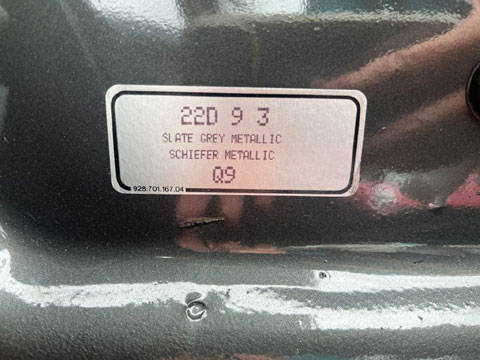 22D 9 3
SLATE GREY METALLIC
SCHIEFER METALLIC
Q9
928.701.167.04